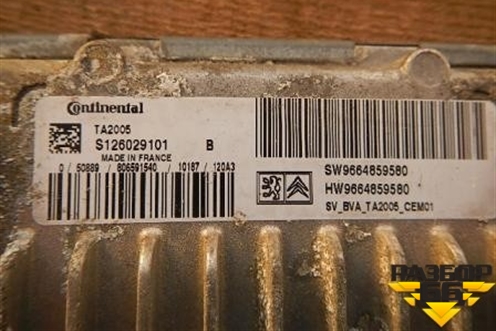 Continental
TA2005
S126029101 B
MADE IN FRANCE
0 / 50889 / 806591540 / 10187 / 120A3
SW9664859580
HW9664859580
SV_BVA_TA2005_CEM01
РАЗБОР
66